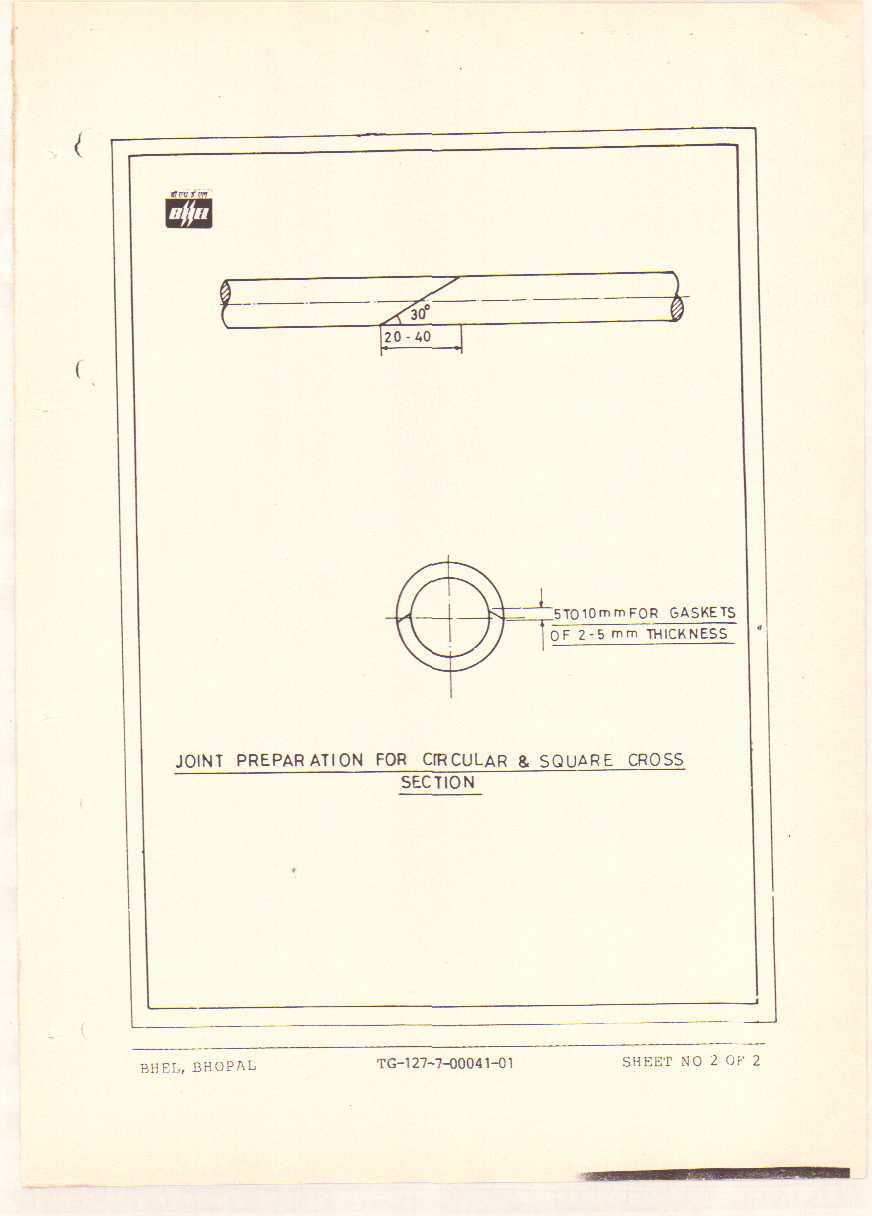 बी एच ई एल
BHEL
30°
20 - 40
5 TO 10 mm FOR GASKETS
OF 2-5 mm THICKNESS
JOINT PREPARATION FOR CIRCULAR & SQUARE CROSS
SECTION
BHEL, BHOPAL TG-127-7-00041-01 SHEET NO 2 OF 2